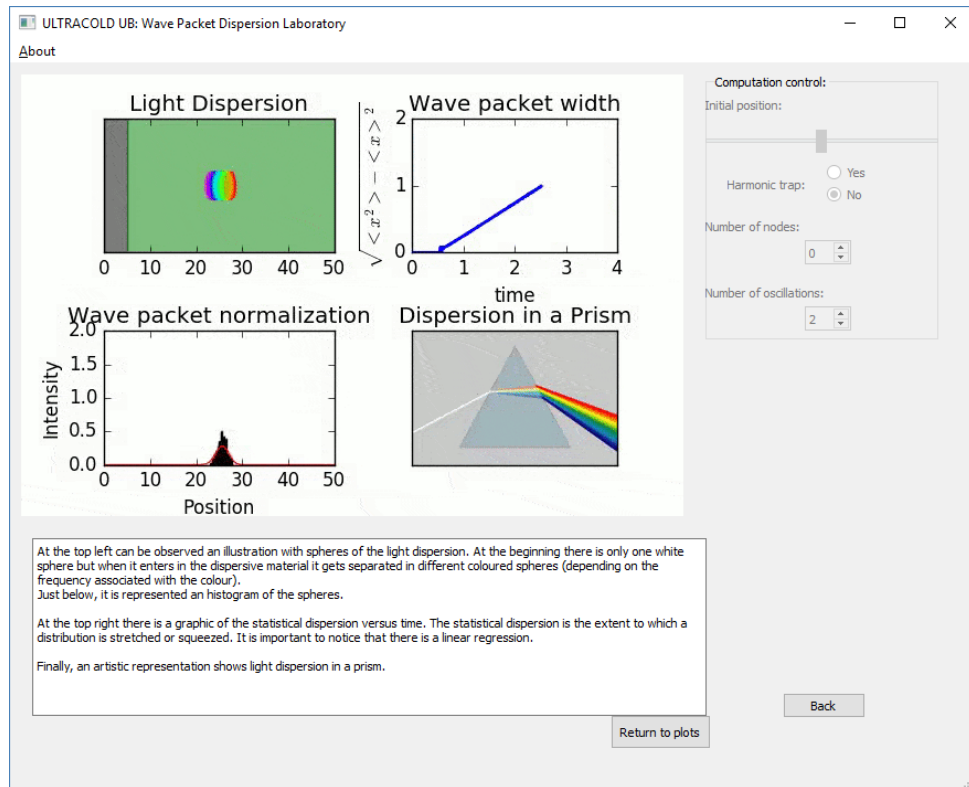 ULTRACOLD UB: Wave Packet Dispersion Laboratory
About
Light Dispersion
0 10 20 30 40 50
Wave packet width
√<x²>−<x>²
2
1
0
0 1 2 3 4
time
Wave packet normalization
Intensity
2.0
1.5
1.0
0.5
0.0
0 10 20 30 40 50
Position
Dispersion in a Prism
Computation control:
Initial position:
Harmonic trap:
Yes
No
Number of nodes:
0
Number of oscillations:
2
At the top left can be observed an illustration with spheres of the light dispersion. At the beginning there is only one white
sphere but when it enters in the dispersive material it gets separated in different coloured spheres (depending on the
frequency associated with the colour).
Just below, it is represented an histogram of the spheres.
At the top right there is a graphic of the statistical dispersion versus time. The statistical dispersion is the extent to which a
distribution is stretched or squeezed. It is important to notice that there is a linear regression.
Finally, an artistic representation shows light dispersion in a prism.
Back
Return to plots